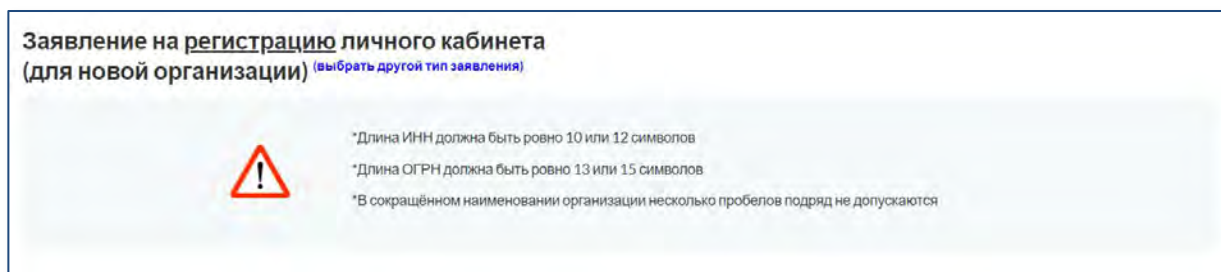 Заявление на регистрацию личного кабинета
(для новой организации) (выбрать другой тип заявления)
*Длина ИНН должна быть ровно 10 или 12 символов
*Длина ОГРН должна быть ровно 13 или 15 символов
*В сокращённом наименовании организации несколько пробелов подряд не допускаются